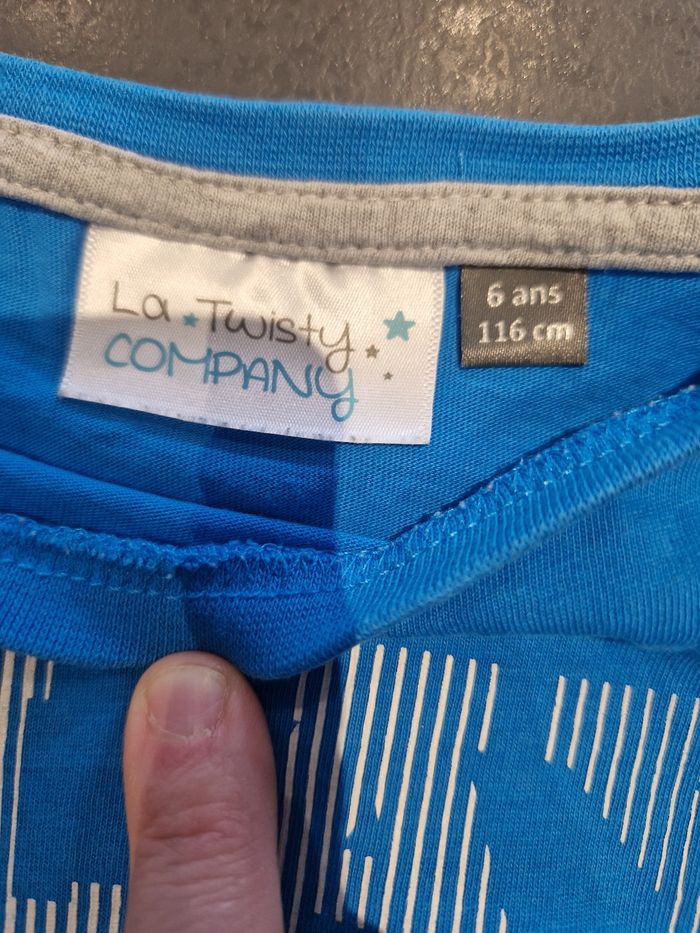 La Twisty
COMPANY
6 ans
116 cm